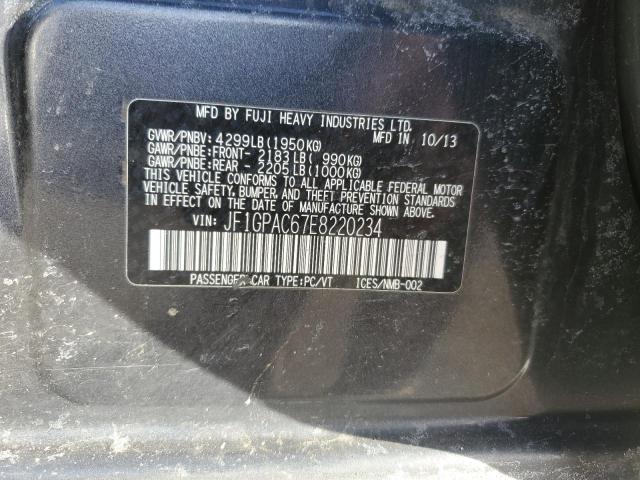 MFD BY FUJI HEAVY INDUSTRIES LTD.
GVWR/PNBV: 4299LB(1950KG) MFD IN 10/13
GAWR/PNBE:FRONT- 2183LB( 990KG)
GAWR/PNBE:REAR - 2205LB(1000KG)
THIS VEHICLE CONFORMS TO ALL APPLICABLE FEDERAL MOTOR
VEHICLE SAFETY, BUMPER, AND THEFT PREVENTION STANDARDS
IN EFFECT ON THE DATE OF MANUFACTURE SHOWN ABOVE.
VIN: JF1GPAC67E8220234
PASSENGER CAR TYPE:PC/VT ICES/NMB-002